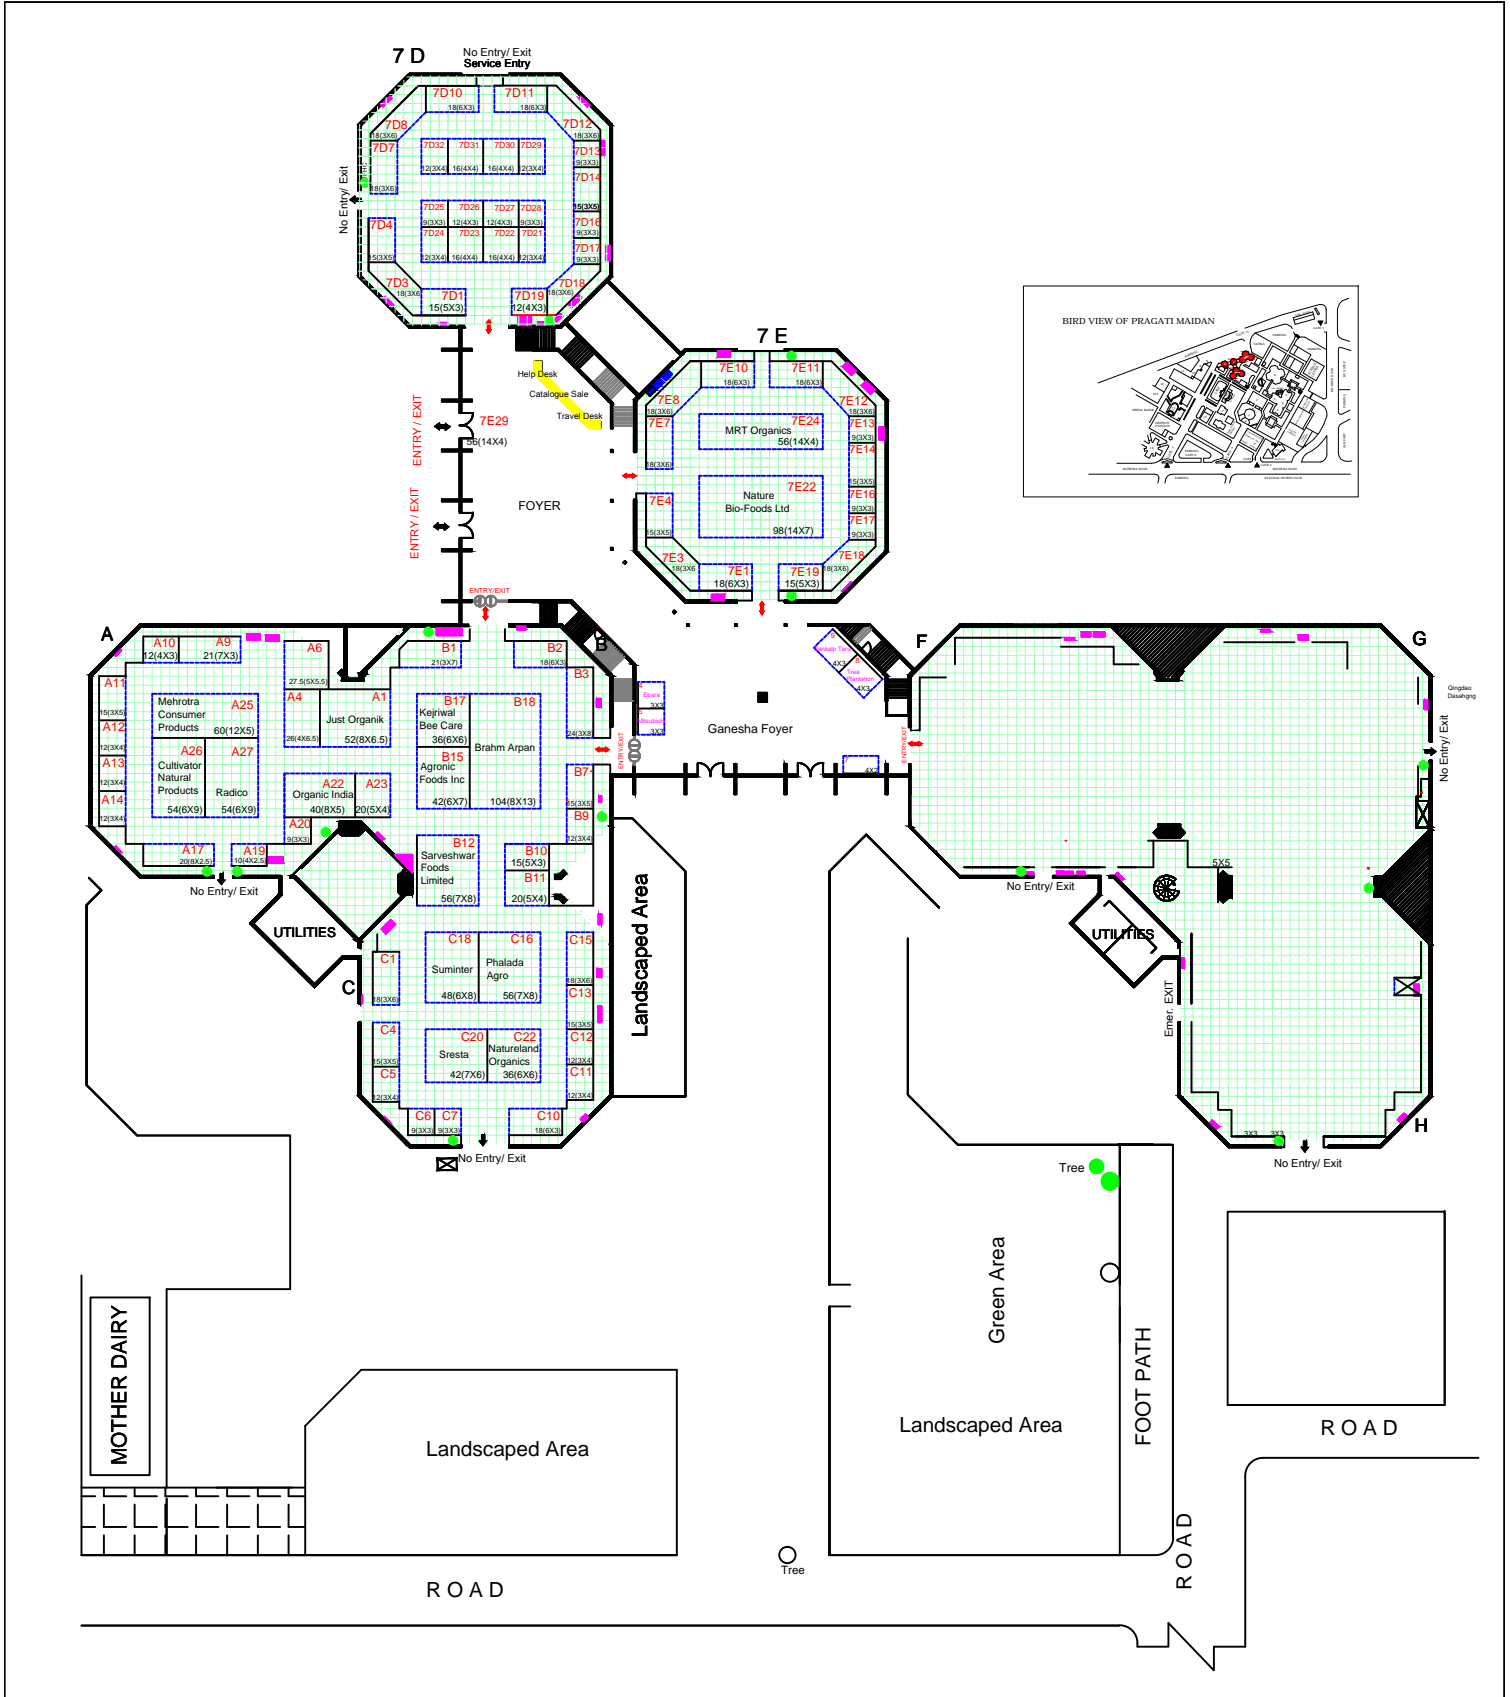 7 D
No Entry/ Exit
Service Entry
7D10
18(6X3)
7D11
18(6X3)
7D8
18(3X6)
7D12
18(3X6)
7D7
18(3X6)
7D32
12(3X4)
7D31
16(4X4)
7D30
16(4X4)
7D29
12(3X4)
7D13
9(3X3)
7D14
15(3X5)
No Entry/ Exit
7D25
9(3X3)
7D26
12(4X3)
7D27
12(4X3)
7D28
9(3X3)
7D24
12(3X4)
7D23
16(4X4)
7D22
16(4X4)
7D21
12(3X4)
7D16
9(3X3)
7D17
9(3X3)
7D4
15(3X5)
7D3
18(3X6)
7D1
15(5X3)
7D19
12(4X3)
7D18
18(3X6)
BIRD VIEW OF PRAGATI MAIDAN
7 E
Help Desk
Catalogue Sale
Travel Desk
ENTRY / EXIT
7E29
56(14X4)
ENTRY / EXIT
FOYER
7E10
18(6X3)
7E11
18(6X3)
7E8
18(3X6)
7E12
18(3X6)
7E7
18(3X6)
7E24
MRT Organics
56(14X4)
7E13
9(3X3)
7E14
15(3X5)
7E22
Nature
Bio-Foods Ltd
98(14X7)
7E16
9(3X3)
7E17
9(3X3)
7E4
15(3X5)
7E3
18(3X6
7E1
18(6X3)
7E19
15(5X3)
7E18
18(3X6)
ENTRY/EXIT
A
A10
12(4X3)
A9
21(7X3)
A6
27.5(5X5.5)
A11
15(3X5)
A12
12(3X4)
A13
12(3X4)
A14
12(3X4)
Mehrotra
Consumer
Products
A25
60(12X5)
A26
Cultivator
Natural
Products
54(6X9)
A27
Radico
54(6X9)
A4
26(4X6.5)
A1
Just Organik
52(8X6.5)
A22
Organic India
40(8X5)
A23
20(5X4)
A20
9(3X3)
A17
20(8X2.5)
A19
10(4X2.5)
No Entry/ Exit
UTILITIES
B
B1
21(3X7)
B2
18(6X3)
B3
24(3X8)
B17
Kejriwal
Bee Care
36(6X6)
B18
Brahm Arpan
104(8X13)
B15
Agronic
Foods Inc
42(6X7)
B7
15(3X5)
B9
12(3X4)
B12
Sarveshwar
Foods
Limited
56(7X8)
B10
15(5X3)
B11
20(5X4)
ENTRY/EXIT
4
Ebara
3X3
Mitsubishi
3X3
Ganesha Foyer
9
4X3
8
Tree
Plantation
4X3
7
4X2
ENTRY/EXIT
F
G
Qingdao
Dasahgng
No Entry/ Exit
5X5
No Entry/ Exit
UTILITIES
Emer. EXIT
H
3X3
3X3
No Entry/ Exit
Landscaped Area
C
C1
18(3X6)
C18
Suminter
48(6X8)
C16
Phalada
Agro
56(7X8)
C15
18(3X6)
C13
15(3X5)
C4
15(3X5)
C5
12(3X4)
C20
Sresta
42(7X6)
C22
Natureland
Organics
36(6X6)
C12
12(3X4)
C11
12(3X4)
C6
9(3X3)
C7
9(3X3)
C10
18(6X3)
No Entry/ Exit
Tree
Green Area
FOOT PATH
MOTHER DAIRY
Landscaped Area
Landscaped Area
ROAD
ROAD
Tree
ROAD